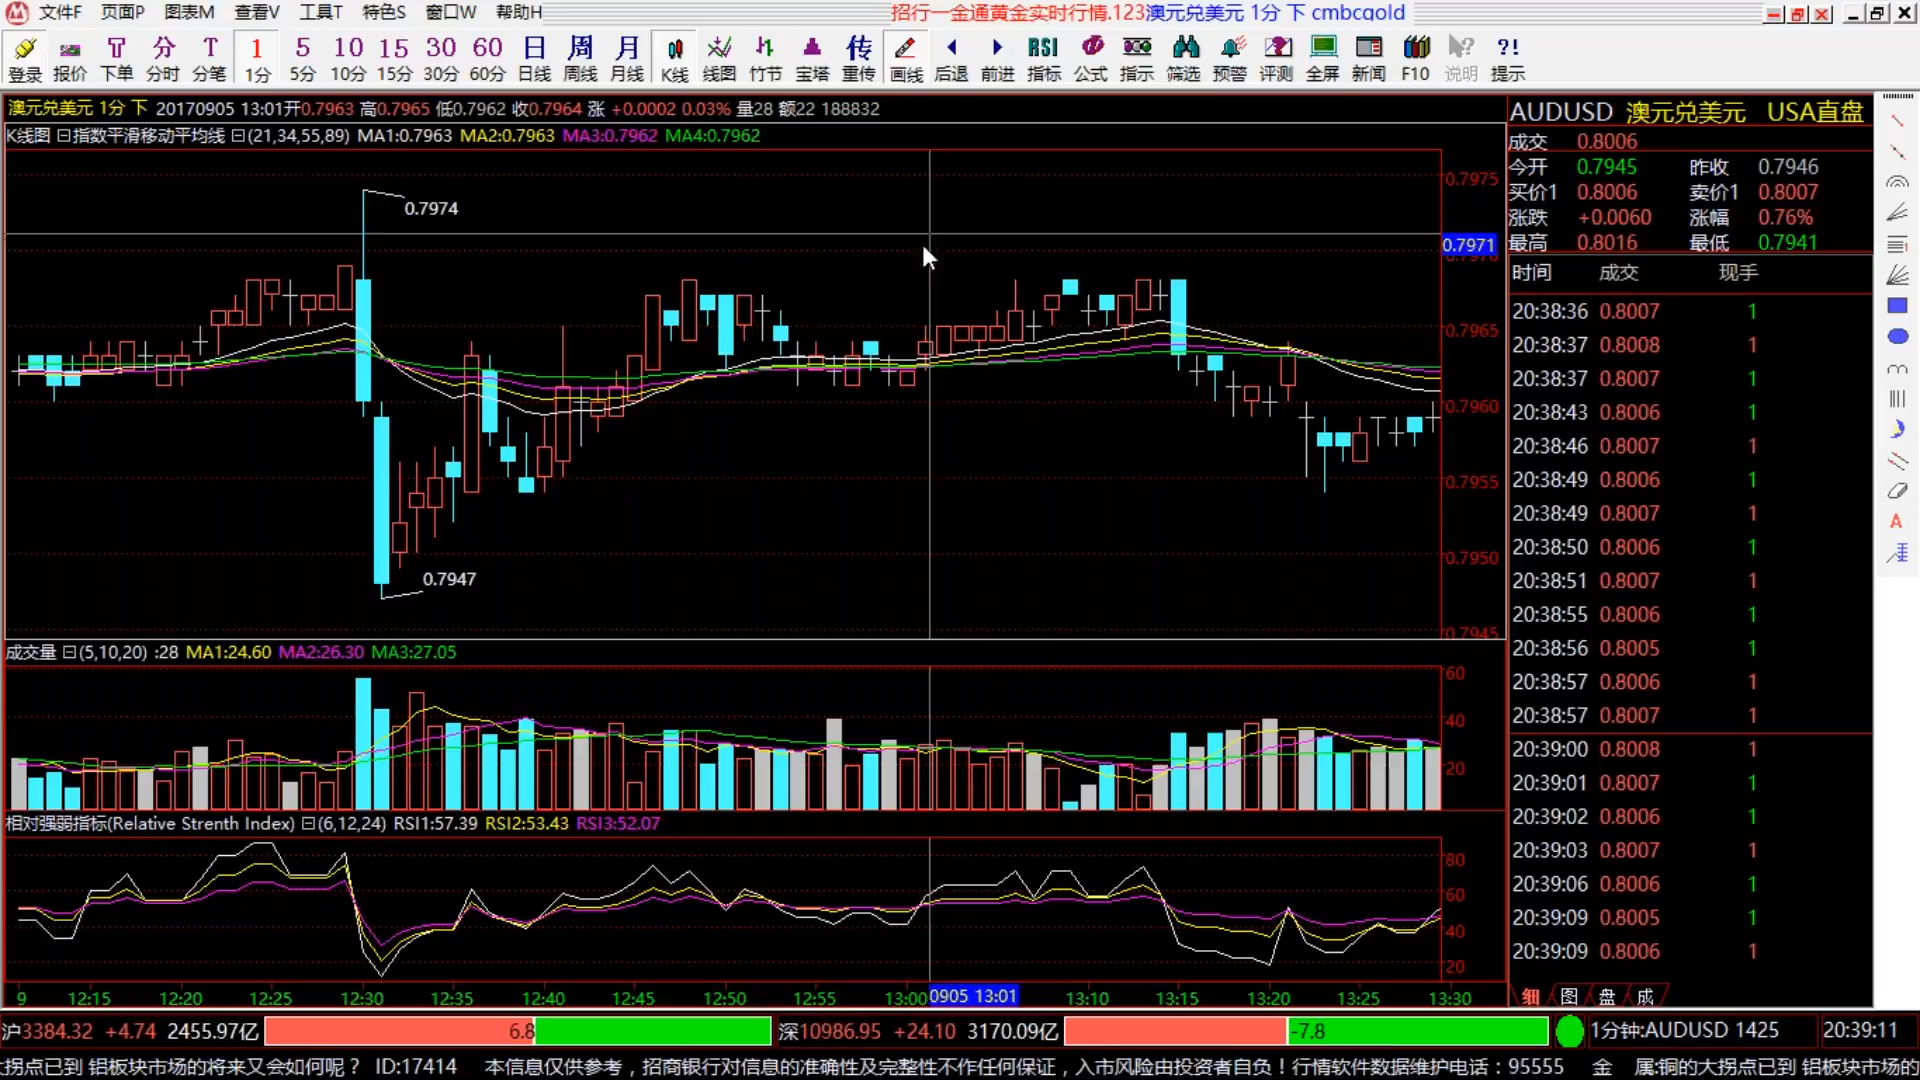 文件F 页面P 图表M 查看V 工具T 特色S 窗口W 帮助H 招行一金通黄金实时行情.123澳元兑美元 1分 下 cmbcgold
登录 报价 下单 分时 分笔 1分 5分 10分 15分 30分 60分 日线 周线 月线 K线 线图 竹节 宝塔 重传 画线 后退 前进 指标 公式 指示 筛选 预警 评测 全屏 新闻 F10 说明 提示
分 T 1 5 10 15 30 60 日 周 月 传 RSI ?!
澳元兑美元 1分 下 20170905 13:01开0.7963 高0.7965 低0.7962 收0.7964 涨 +0.0002 0.03% 量28 额22 188832
K线图 日指数平滑移动平均线 日(21,34,55,89) MA1:0.7963 MA2:0.7963 MA3:0.7962 MA4:0.7962
0.7975
0.7974
0.7971
0.7970
0.7965
0.7960
0.7955
0.7950
0.7947
0.7945
成交量 日(5,10,20) :28 MA1:24.60 MA2:26.30 MA3:27.05
60
40
20
相对强弱指标(Relative Strenth Index) 日(6,12,24) RSI1:57.39 RSI2:53.43 RSI3:52.07
80
60
40
20
9 12:15 12:20 12:25 12:30 12:35 12:40 12:45 12:50 12:55 13:00 0905 13:01 13:10 13:15 13:20 13:25 13:30
AUDUSD 澳元兑美元 USA直盘
成交 0.8006
今开 0.7945 昨收 0.7946
买价1 0.8006 卖价1 0.8007
涨跌 +0.0060 涨幅 0.76%
最高 0.8016 最低 0.7941
时间 成交 现手
20:38:36 0.8007 1
20:38:37 0.8008 1
20:38:37 0.8007 1
20:38:43 0.8006 1
20:38:46 0.8007 1
20:38:49 0.8006 1
20:38:49 0.8007 1
20:38:50 0.8006 1
20:38:51 0.8007 1
20:38:55 0.8006 1
20:38:56 0.8005 1
20:38:57 0.8006 1
20:38:57 0.8007 1
20:39:00 0.8008 1
20:39:01 0.8007 1
20:39:02 0.8006 1
20:39:03 0.8007 1
20:39:06 0.8006 1
20:39:09 0.8005 1
20:39:09 0.8006 1
细 图 盘 成
A
沪3384.32 +4.74 2455.97亿 6.8 深10986.95 +24.10 3170.09亿 -7.8 1分钟:AUDUSD 1425 20:39:11
大拐点已到 铝板块市场的将来又会如何呢？ ID:17414 本信息仅供参考，招商银行对信息的准确性及完整性不作任何保证，入市风险由投资者自负！行情软件数据维护电话：95555 金 属:铜的大拐点已到 铝板块市场的